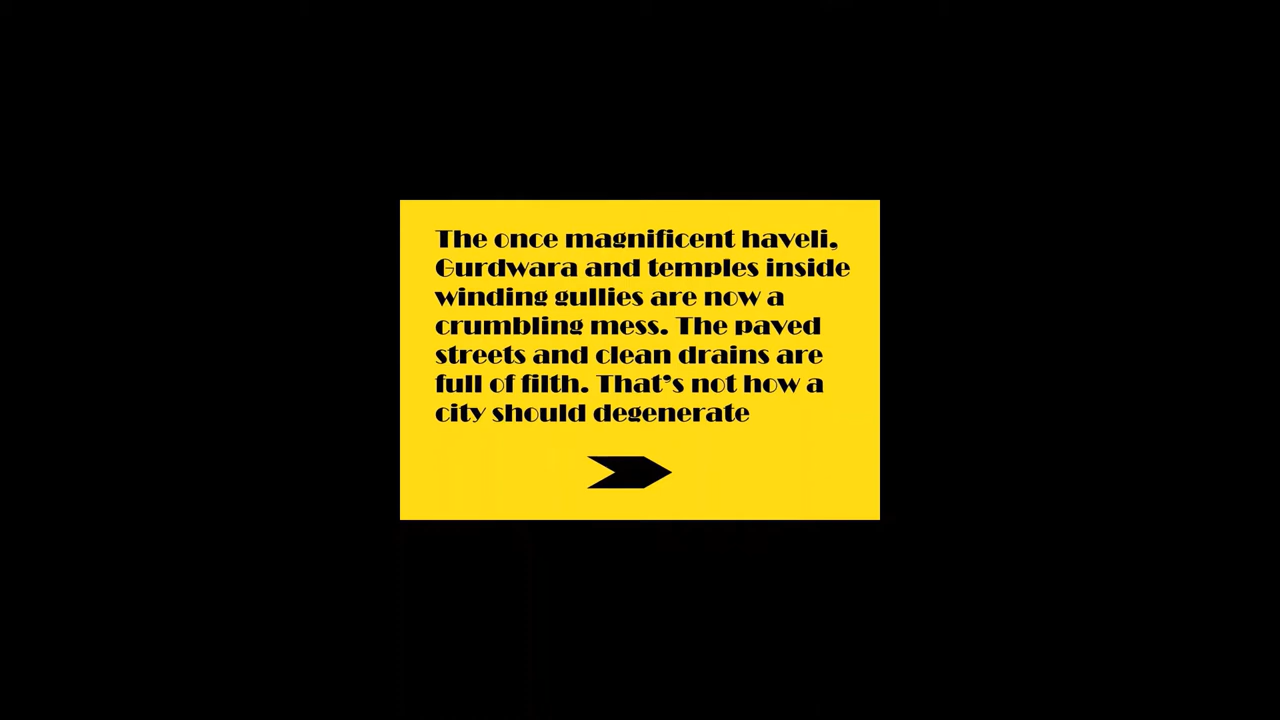 The once magnificent haveli,
Gurdwara and temples inside
winding gullies are now a
crumbling mess. The paved
streets and clean drains are
full of filth. That's not how a
city should degenerate